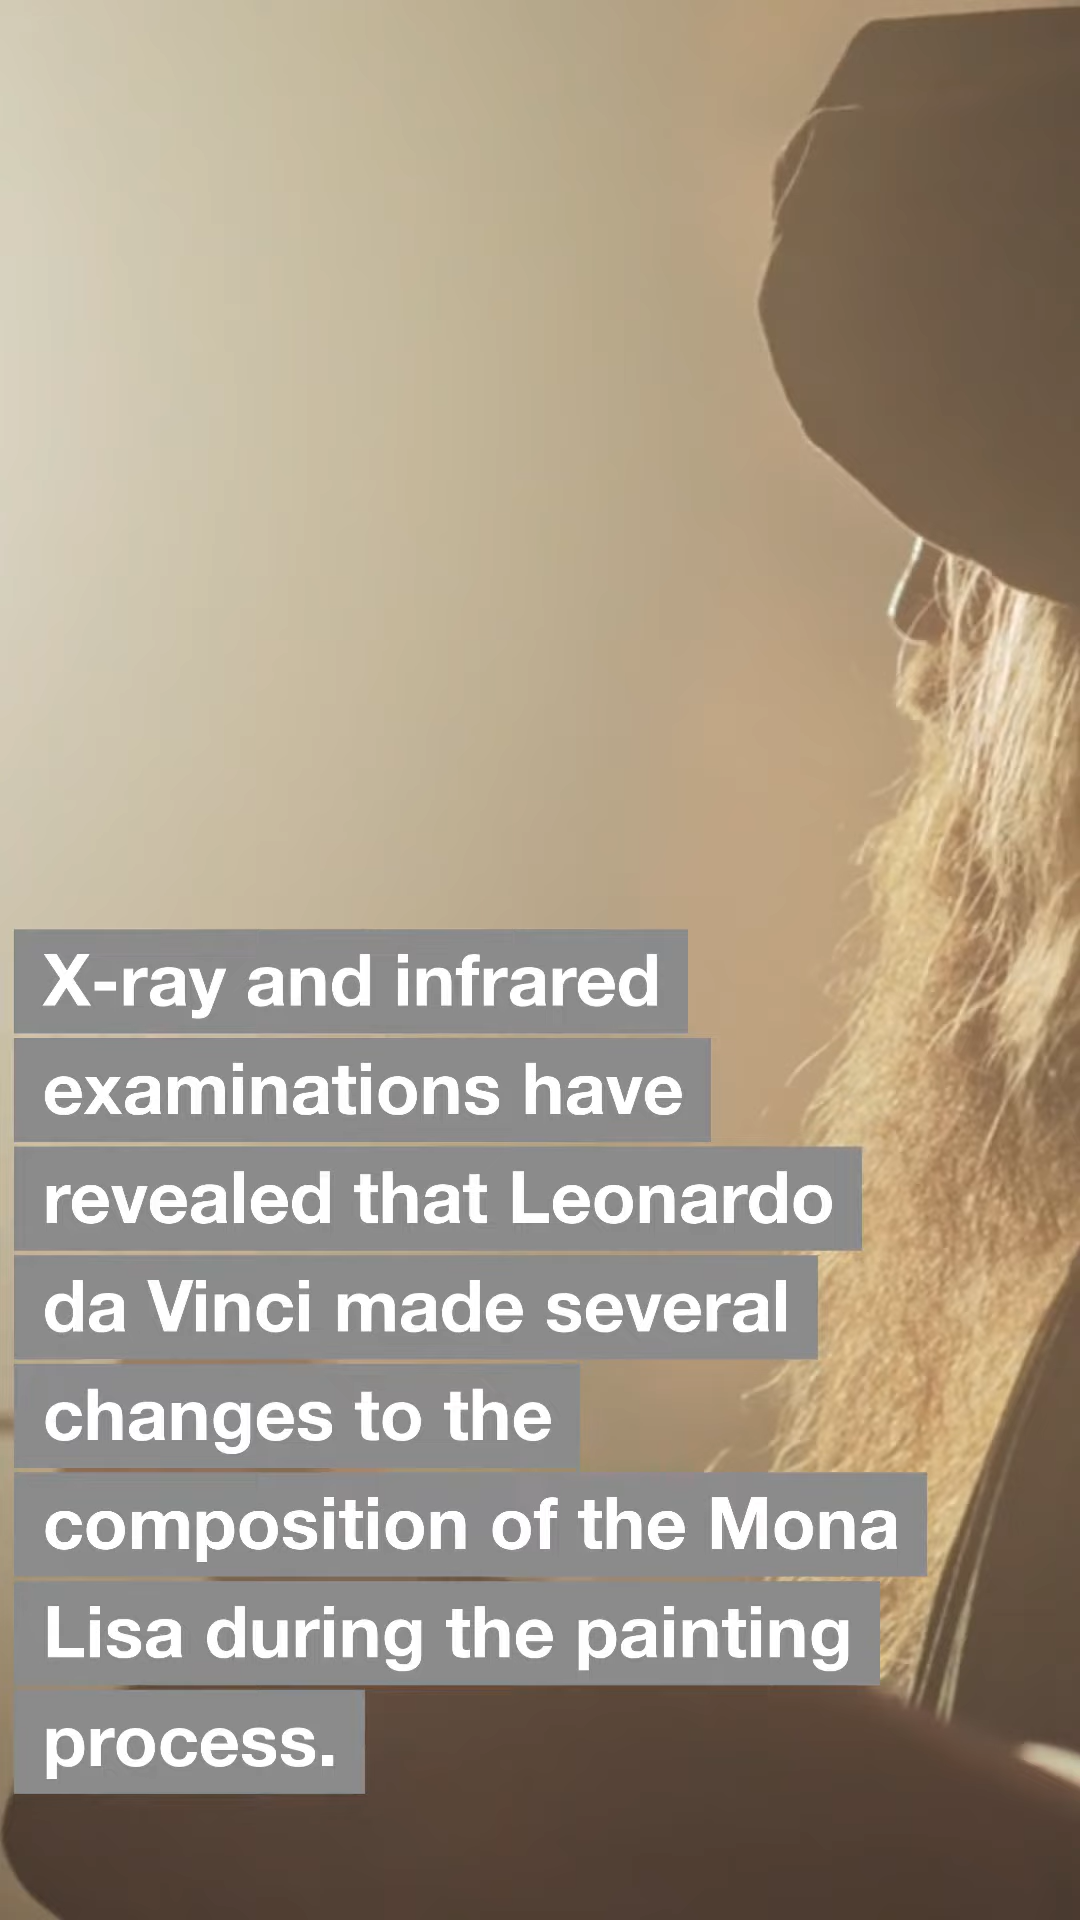 X-ray and infrared
examinations have
revealed that Leonardo
da Vinci made several
changes to the
composition of the Mona
Lisa during the painting
process.